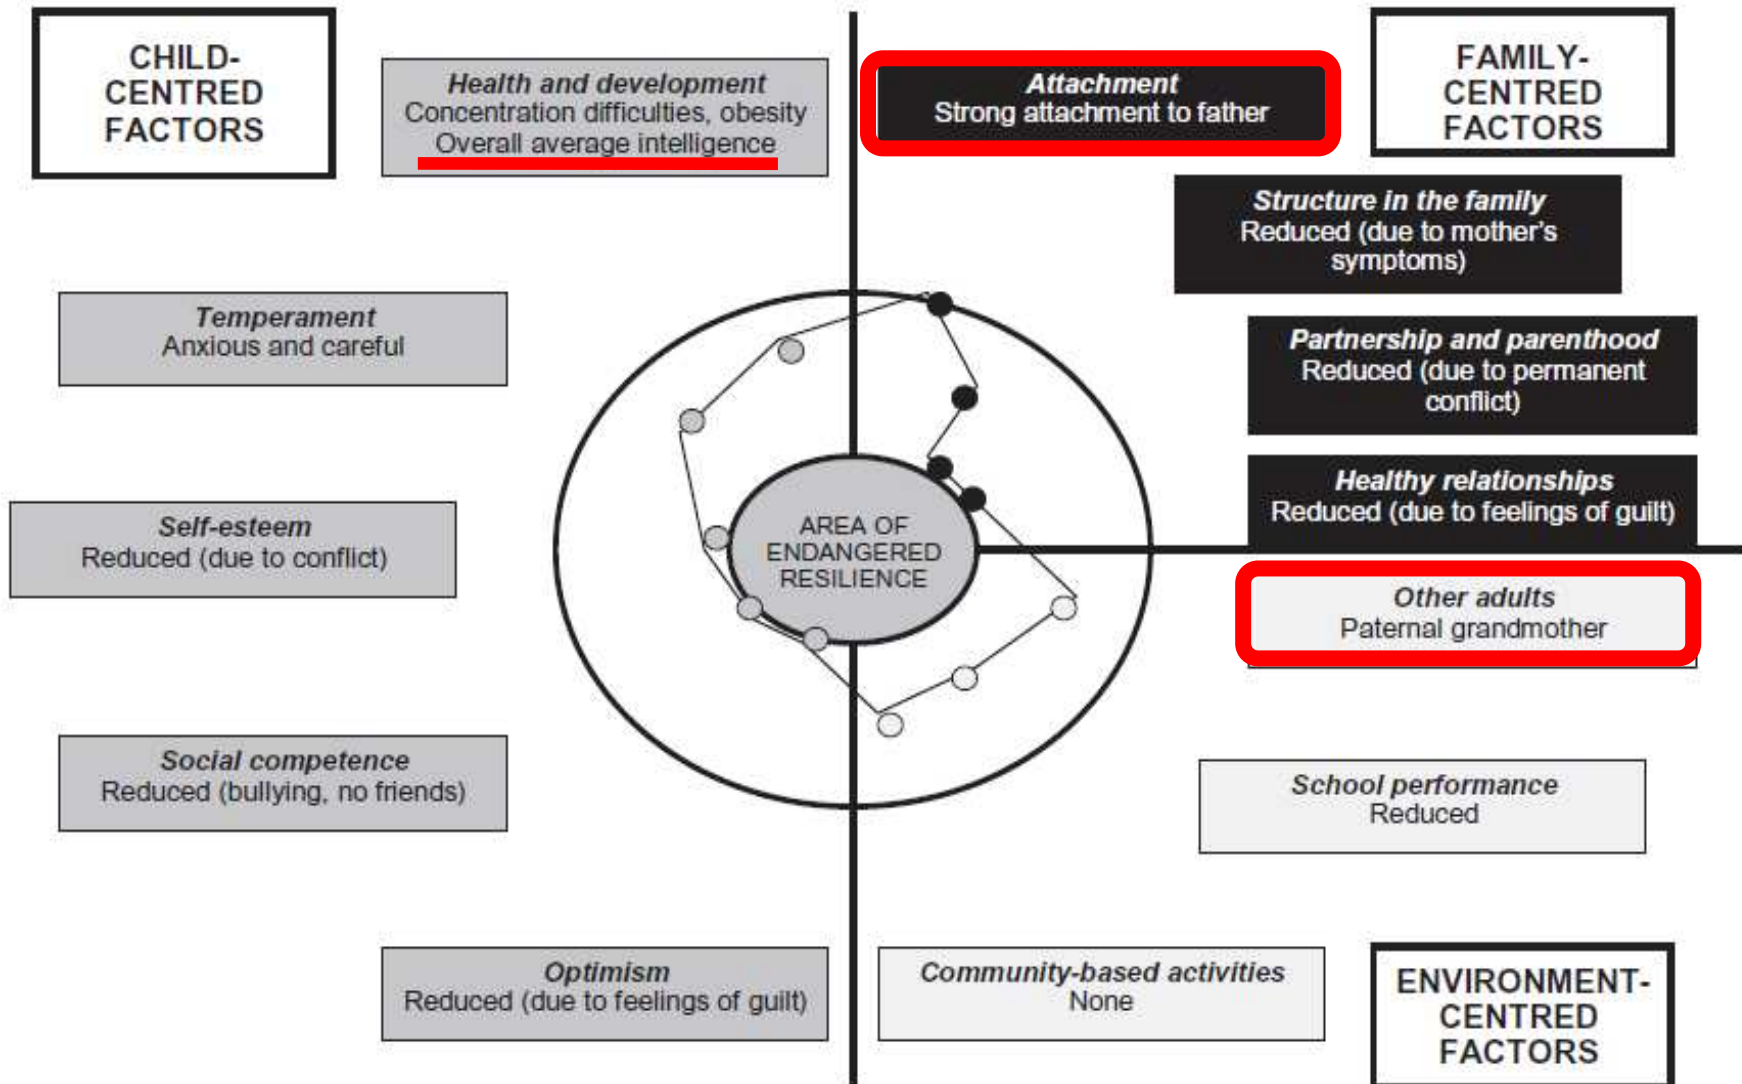 CHILD-
CENTRED
FACTORS
Health and development
Concentration difficulties, obesity
Overall average intelligence
Attachment
Strong attachment to father
FAMILY-
CENTRED
FACTORS
Structure in the family
Reduced (due to mother's
symptoms)
Temperament
Anxious and careful
Partnership and parenthood
Reduced (due to permanent
conflict)
Healthy relationships
Reduced (due to feelings of guilt)
Self-esteem
Reduced (due to conflict)
AREA OF
ENDANGERED
RESILIENCE
Other adults
Paternal grandmother
Social competence
Reduced (bullying, no friends)
School performance
Reduced
Optimism
Reduced (due to feelings of guilt)
Community-based activities
None
ENVIRONMENT-
CENTRED
FACTORS